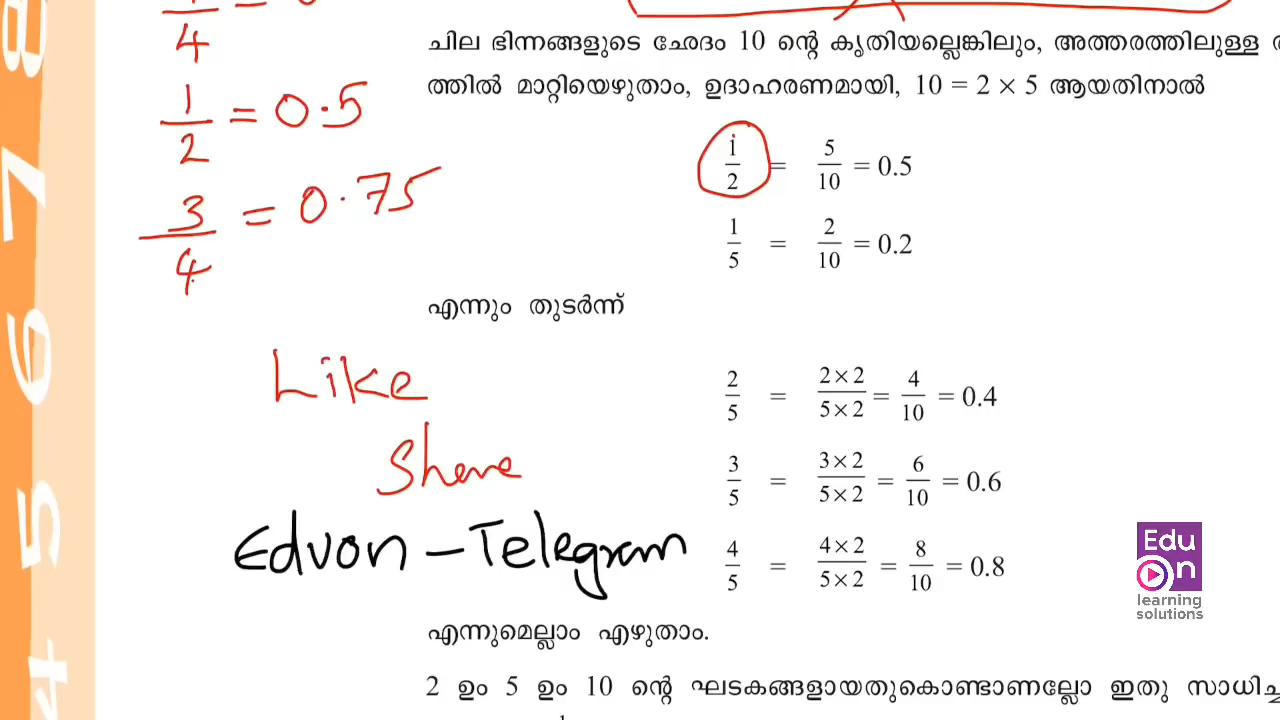 4
1/2 = 0.5
3/4 = 0.75
Like
Share
Edvon - Telegram
ചില ഭിന്നങ്ങളുടെ ഛേദം 10 ന്റെ കൃതിയല്ലെങ്കിലും, അത്തരത്തിലുള്ള
ത്തിൽ മാറ്റിയെഴുതാം, ഉദാഹരണമായി, 10 = 2 × 5 ആയതിനാൽ
1/2 = 5/10 = 0.5
1/5 = 2/10 = 0.2
എന്നും തുടർന്ന്
2/5 = 2×2/5×2 = 4/10 = 0.4
3/5 = 3×2/5×2 = 6/10 = 0.6
4/5 = 4×2/5×2 = 8/10 = 0.8
എന്നുമെല്ലാം എഴുതാം.
2 ഉം 5 ഉം 10 ന്റെ ഘടകങ്ങളായതുകൊണ്ടാണല്ലോ ഇതു
Edu
On
learning
solutions